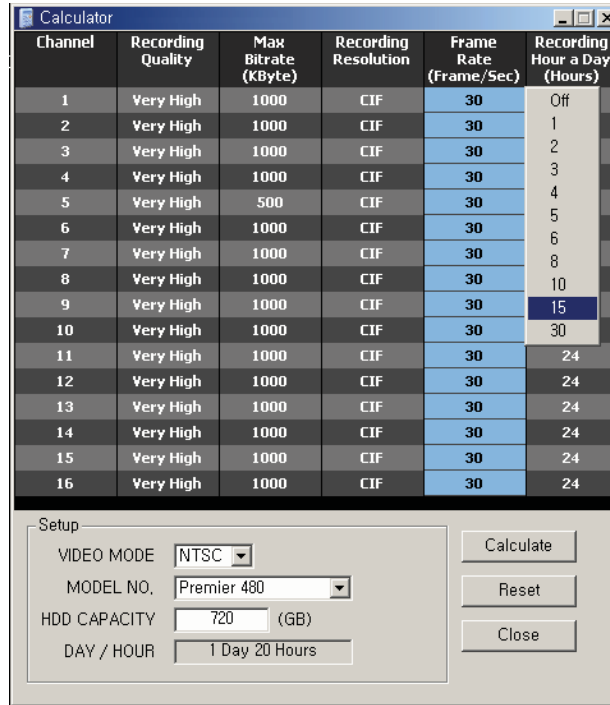 Calculator
Channel Recording Quality Max Bitrate (KByte) Recording Resolution Frame Rate (Frame/Sec) Recording Hour a Day (Hours)
1 Very High 1000 CIF 30 Off
2 Very High 1000 CIF 30 1
3 Very High 1000 CIF 30 2
4 Very High 1000 CIF 30 3
5 Very High 500 CIF 30 4
6 Very High 1000 CIF 30 5
7 Very High 1000 CIF 30 6
8 Very High 1000 CIF 30 8
9 Very High 1000 CIF 30 10
15
10 Very High 1000 CIF 30 30
11 Very High 1000 CIF 30 24
12 Very High 1000 CIF 30 24
13 Very High 1000 CIF 30 24
14 Very High 1000 CIF 30 24
15 Very High 1000 CIF 30 24
16 Very High 1000 CIF 30 24
Setup
VIDEO MODE NTSC
MODEL NO, Premier 480
HDD CAPACITY 720 (GB)
DAY / HOUR 1 Day 20 Hours
Calculate
Reset
Close